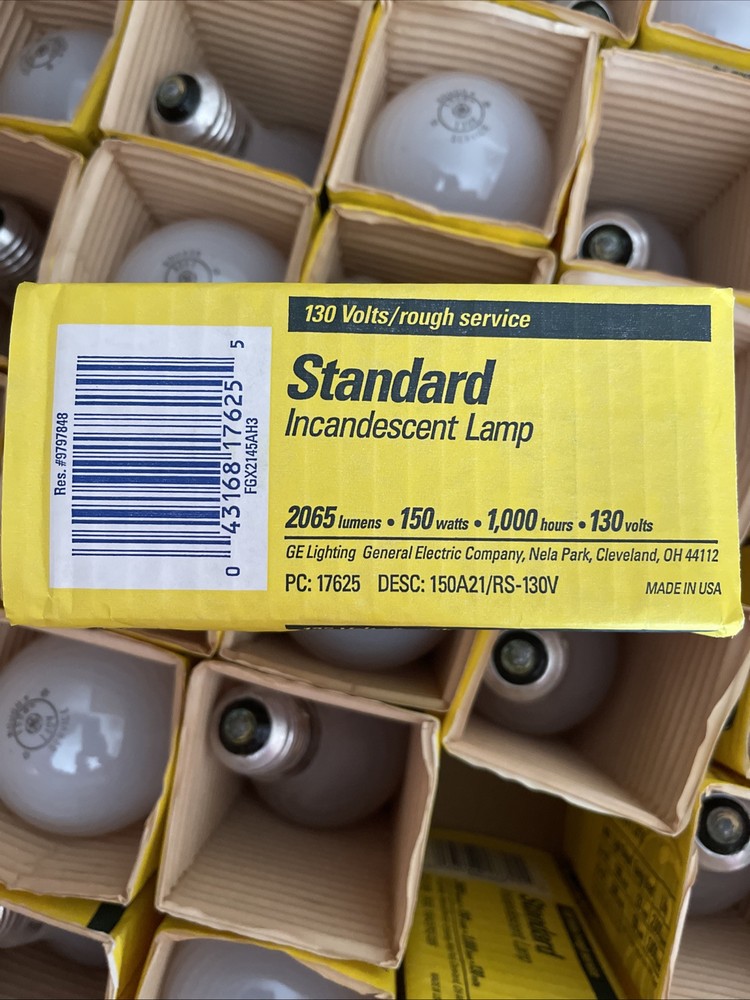 130 Volts/rough service
Standard
Incandescent Lamp
2065 lumens • 150 watts • 1,000 hours • 130 volts
GE Lighting General Electric Company, Nela Park, Cleveland, OH 44112
PC: 17625 DESC: 150A21/RS-130V
MADE IN USA
Res. #9797848
0 43168 17625 5
FGX2145AH3
Standard
Incandescent Lamp